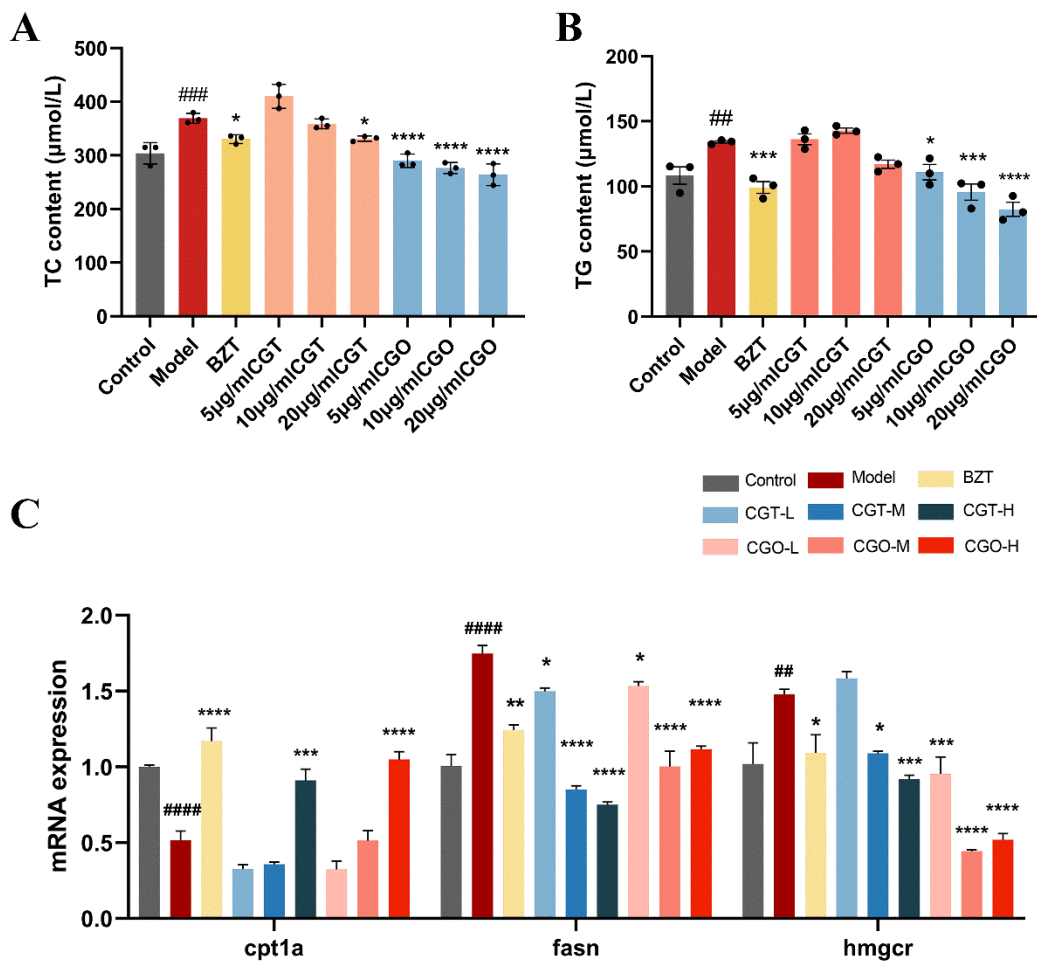 A
TC content (μmol/L)
500
400
300
200
100
0
###
*
*
****
****
****
Control
Model
BZT
5μg/mlCGT
10μg/mlCGT
20μg/mlCGT
5μg/mlCGO
10μg/mlCGO
20μg/mlCGO
B
TG content (μmol/L)
200
150
100
50
0
##
***
*
***
****
Control
Model
BZT
5μg/mlCGT
10μg/mlCGT
20μg/mlCGT
5μg/mlCGO
10μg/mlCGO
20μg/mlCGO
Control Model BZT
CGT-L CGT-M CGT-H
CGO-L CGO-M CGO-H
C
mRNA expression
2.0
1.5
1.0
0.5
0.0
####
****
***
****
####
**
*
****
****
*
****
****
##
*
*
***
***
****
****
cpt1a fasn hmgcr